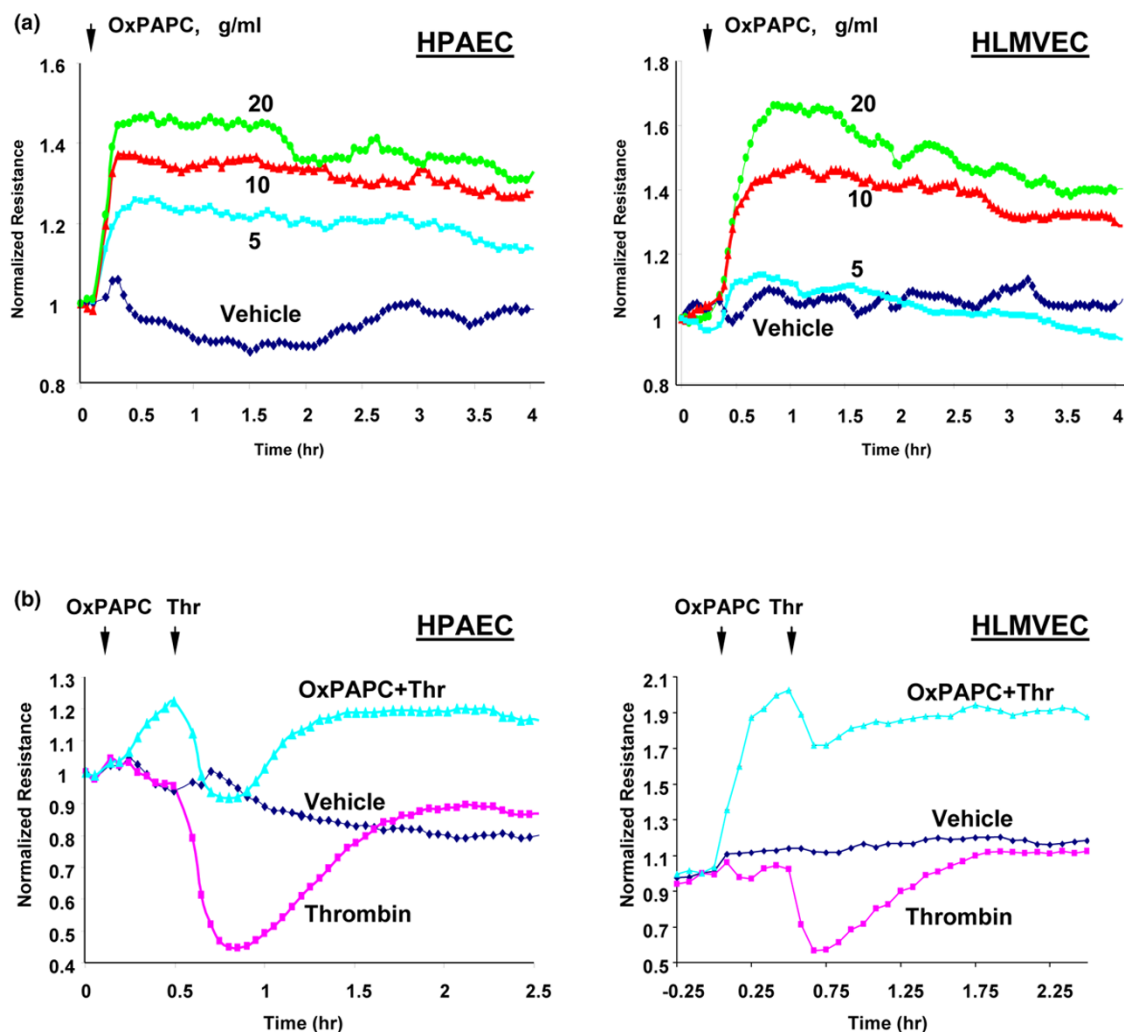 (a)
OxPAPC, g/ml
HPAEC
Normalized Resistance
1.6
1.4
1.2
1
0.8
20
10
5
Vehicle
0 0.5 1 1.5 2 2.5 3 3.5 4
Time (hr)
OxPAPC, g/ml
HLMVEC
Normalized Resistance
1.8
1.6
1.4
1.2
1
0.8
20
10
5
Vehicle
0 0.5 1 1.5 2 2.5 3 3.5 4
Time (hr)
(b)
OxPAPC Thr
HPAEC
Normalized Resistance
1.3
1.2
1.1
1
0.9
0.8
0.7
0.6
0.5
0.4
OxPAPC+Thr
Vehicle
Thrombin
0 0.5 1 1.5 2 2.5
Time (hr)
OxPAPC Thr
HLMVEC
Normalized Resistance
2.1
1.9
1.7
1.5
1.3
1.1
0.9
0.7
0.5
OxPAPC+Thr
Vehicle
Thrombin
-0.25 0.25 0.75 1.25 1.75 2.25
Time (hr)